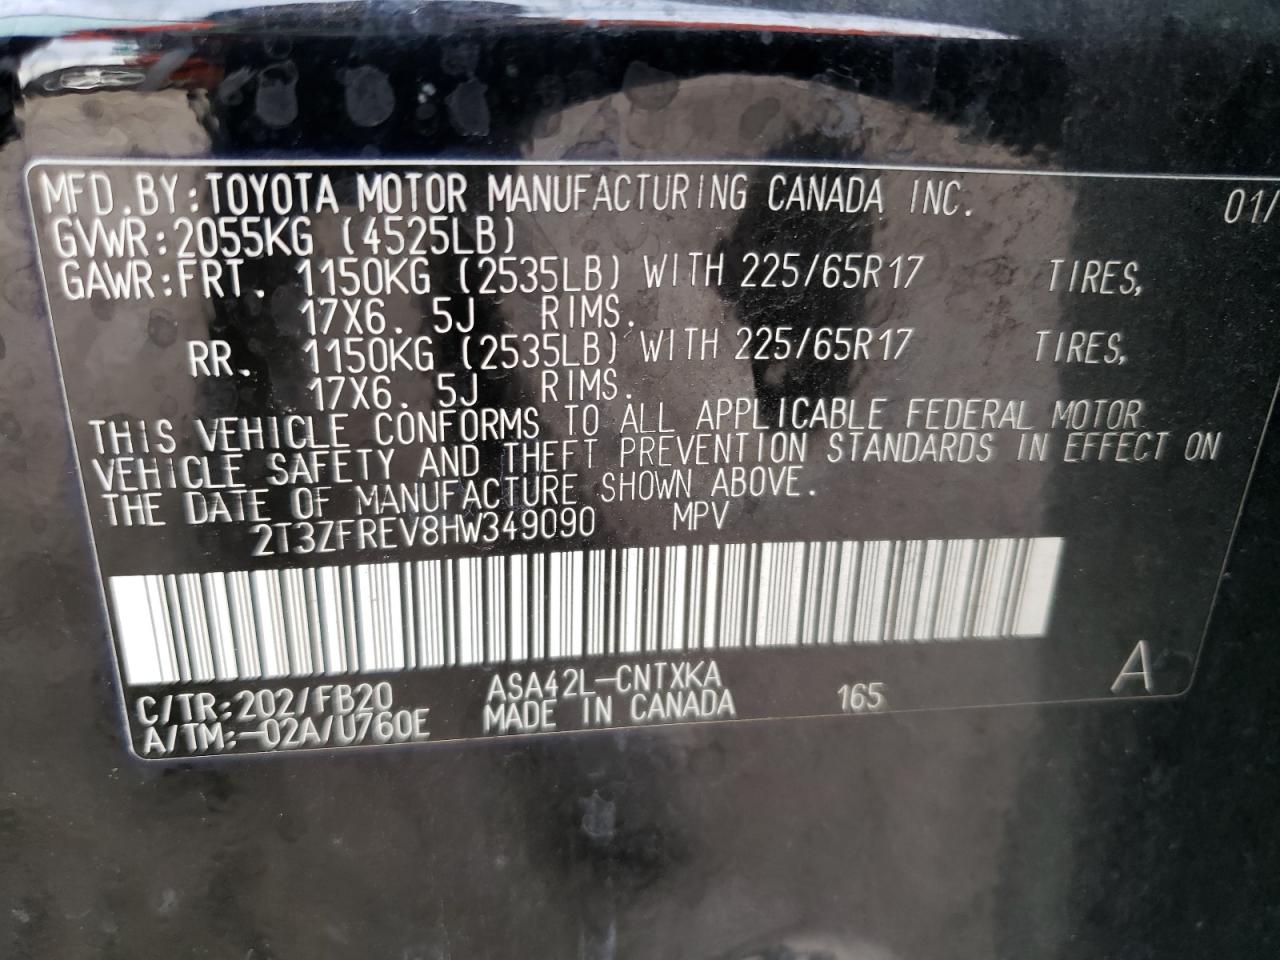 MFD.BY:TOYOTA MOTOR MANUFACTURING CANADA INC. 01/
GVWR:2055KG (4525LB)
GAWR:FRT. 1150KG (2535LB) WITH 225/65R17 TIRES,
17X6. 5J RIMS.
RR. 1150KG (2535LB) WITH 225/65R17 TIRES,
17X6. 5J RIMS.
THIS VEHICLE CONFORMS TO ALL APPLICABLE FEDERAL MOTOR
VEHICLE SAFETY AND THEFT PREVENTION STANDARDS IN EFFECT ON
THE DATE OF MANUFACTURE SHOWN ABOVE.
2T3ZFREV8HW349090 MPV
C/TR:202/FB20 ASA42L-CNTXKA 165 A
A/TM:-02A/U760E MADE IN CANADA